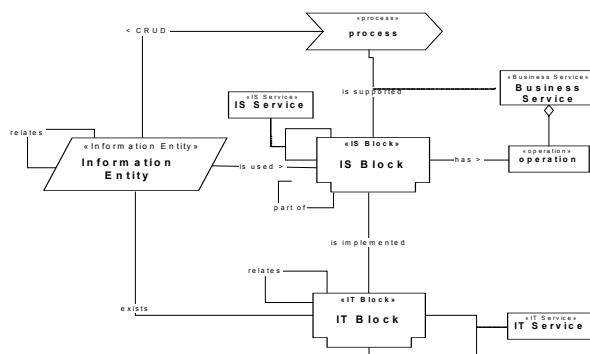 «process»
process
< CRUD
is supported
«Business Service»
Business
Service
«IS Service»
IS Service
relates
«Information Entity»
Information
Entity
is used >
«IS Block»
IS Block
has >
«operation»
operation
part of
is implemented
relates
exists
«IT Block»
IT Block
«IT Service»
IT Service